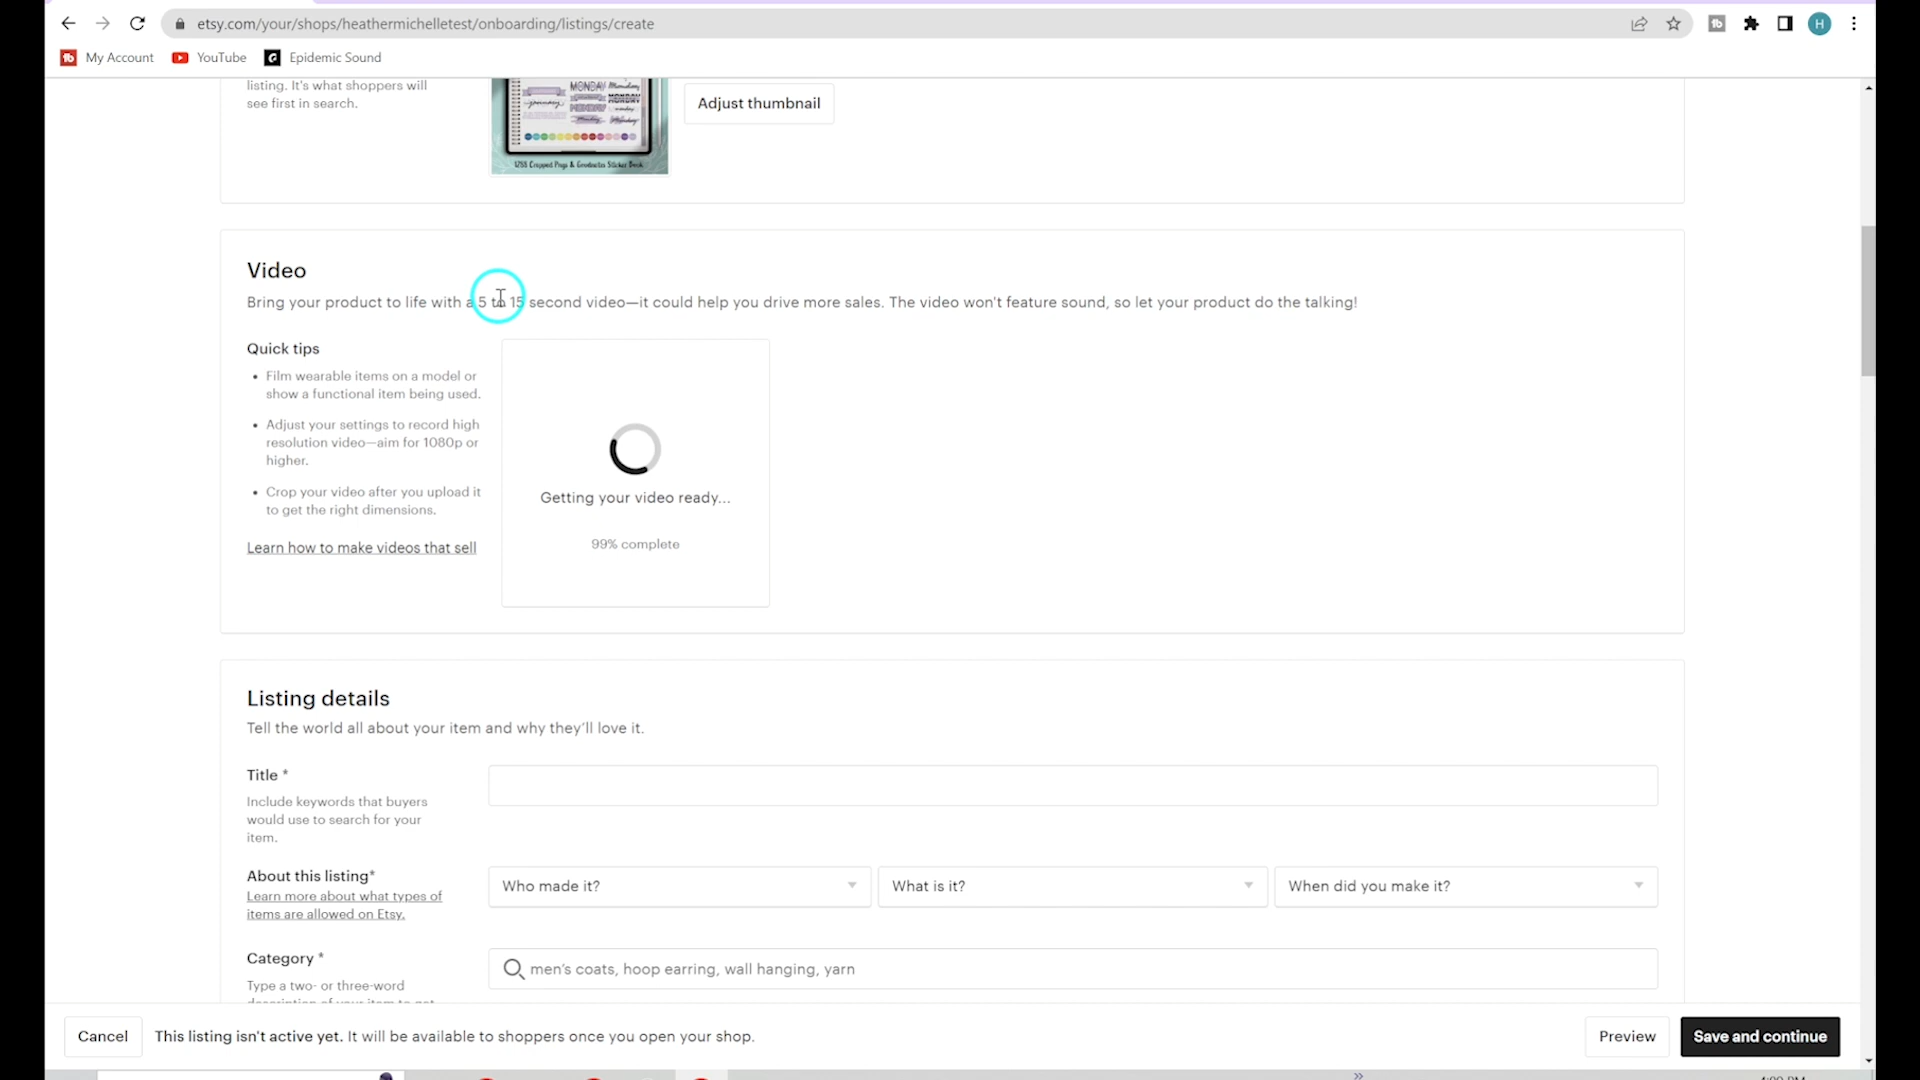 etsy.com/your/shops/heathermichelletest/onboarding/listings/create
H
My Account
YouTube
Epidemic Sound
listing. It's what shoppers will
see first in search.
MONDAY
Adjust thumbnail
Video
Bring your product to life with a 5 to 15 second video—it could help you drive more sales. The video won't feature sound, so let your product do the talking!
Quick tips
• Film wearable items on a model or
show a functional item being used.
• Adjust your settings to record high
resolution video—aim for 1080p or
higher.
• Crop your video after you upload it
to get the right dimensions.
Learn how to make videos that sell
Getting your video ready...
99% complete
Listing details
Tell the world all about your item and why they'll love it.
Title *
Include keywords that buyers
would use to search for your
item.
About this listing*
Learn more about what types of
items are allowed on Etsy.
Who made it?
What is it?
When did you make it?
Category *
men's coats, hoop earring, wall hanging, yarn
Type a two- or three-word
description of your item to get
Cancel
This listing isn't active yet. It will be available to shoppers once you open your shop.
Preview
Save and continue